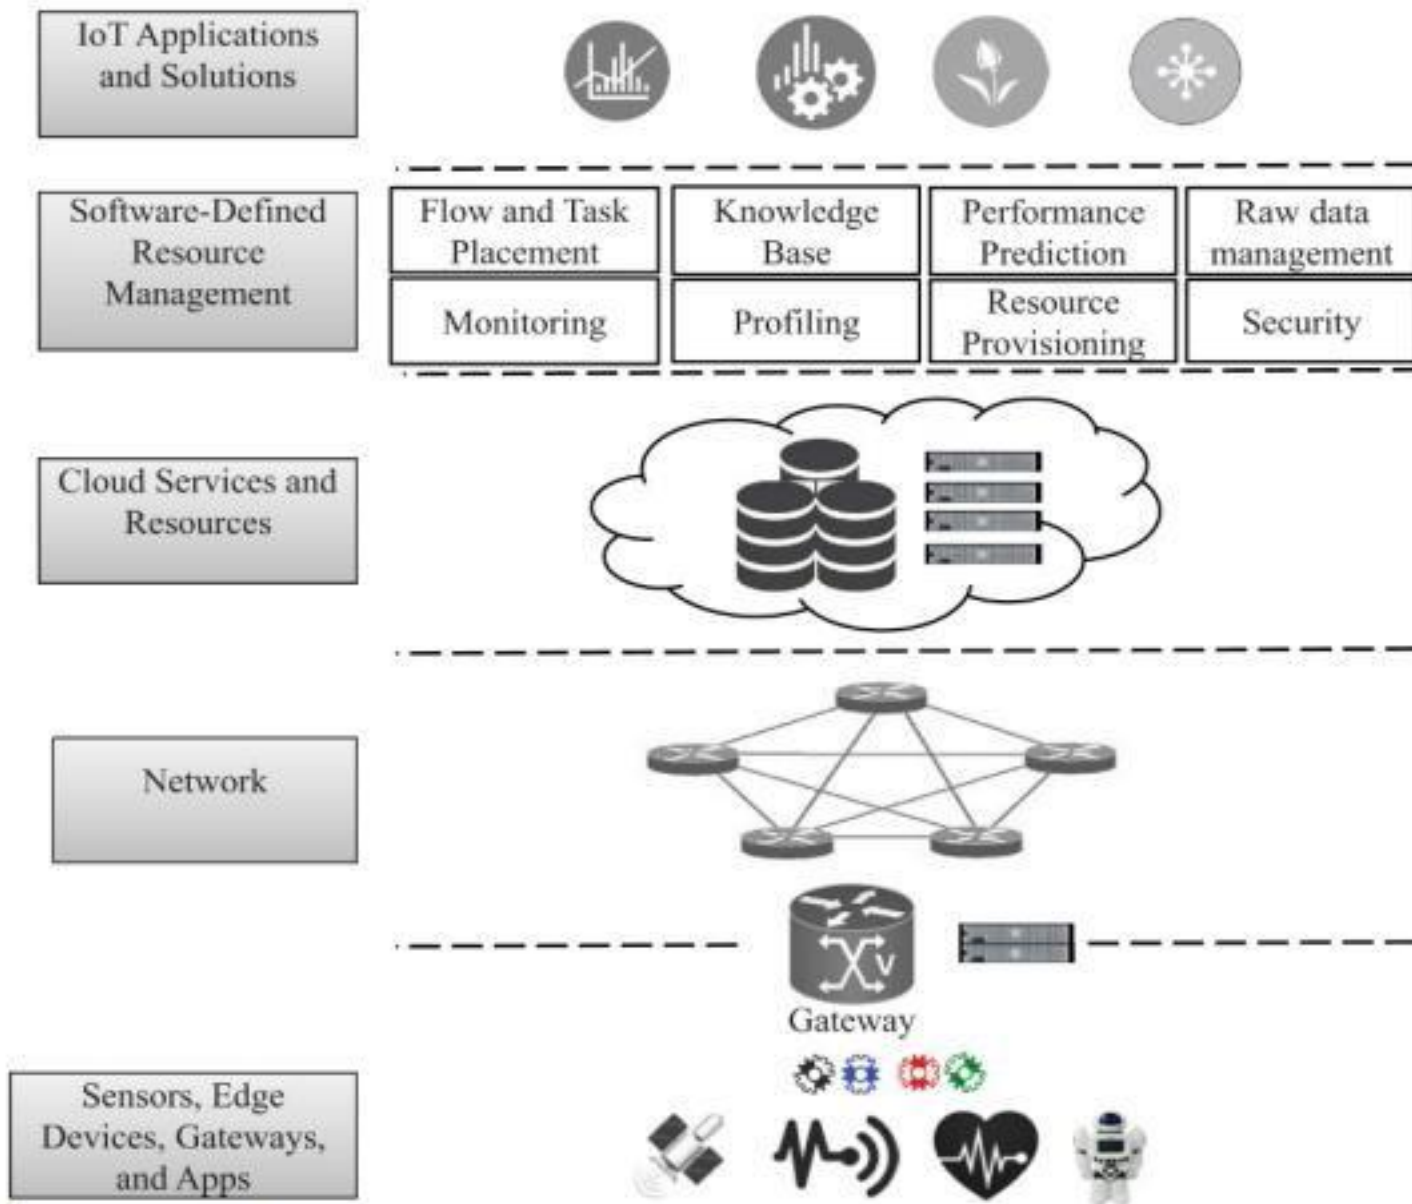 IoT Applications
and Solutions
Software-Defined
Resource
Management
Flow and Task
Placement
Knowledge
Base
Performance
Prediction
Raw data
management
Monitoring
Profiling
Resource
Provisioning
Security
Cloud Services and
Resources
Network
V
Gateway
Sensors, Edge
Devices, Gateways,
and Apps